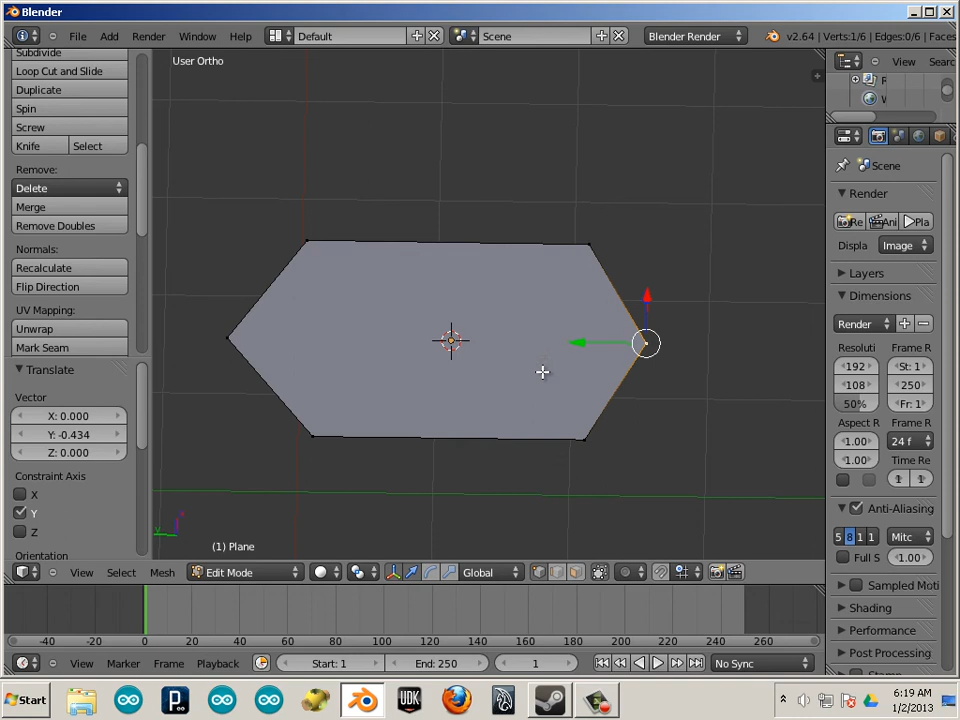 Blender
File Add Render Window Help Default Scene Blender Render v2.64 | Verts:1/6 | Edges:0/6 | Faces
Subdivide
Loop Cut and Slide
Duplicate
Spin
Screw
Knife Select
Remove:
Delete
Merge
Remove Doubles
Normals:
Recalculate
Flip Direction
UV Mapping:
Unwrap
Mark Seam
Translate
Vector
X: 0.000
Y: -0.434
Z: 0.000
Constraint Axis
X
Y
Z
Orientation
User Ortho
(1) Plane
View Select Mesh Edit Mode Global
View Searc
Scene
Render
Re Ani Pla
Displa Image
Layers
Dimensions
Render
Resoluti Frame R
192 St: 1
108 250
50% Fr: 1
Aspect R Frame R
1.00 24 f
1.00 Time Re
1 1
Anti-Aliasing
5 8 1 1 Mitc
Full S 1.00
Sampled Moti
Shading
Performance
Post Processing
-40 -20 0 20 40 60 80 100 120 140 160 180 200 220 240 260
View Marker Frame Playback Start: 1 End: 250 1 No Sync
Start UDK 6:19 AM
1/2/2013